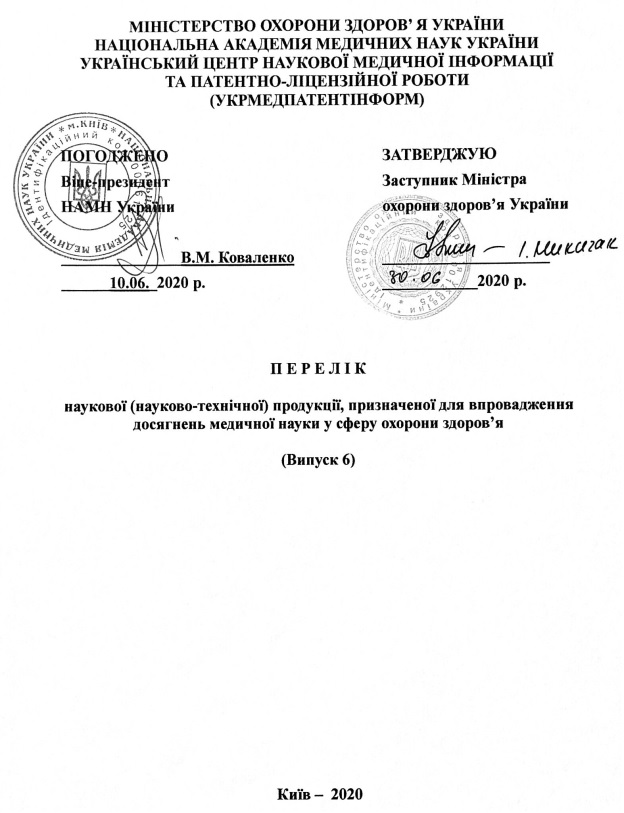 МІНІСТЕРСТВО ОХОРОНИ ЗДОРОВ’ Я УКРАЇНИ
НАЦІОНАЛЬНА АКАДЕМІЯ МЕДИЧНИХ НАУК УКРАЇНИ
УКРАЇНСЬКИЙ ЦЕНТР НАУКОВОЇ МЕДИЧНОЇ ІНФОРМАЦІЇ
ТА ПАТЕНТНО-ЛІЦЕНЗІЙНОЇ РОБОТИ
(УКРМЕДПАТЕНТІНФОРМ)
ПОГОДЖЕНО
Віце-президент
НАМН України
В.М. Коваленко
10.06. 2020 р.
ЗАТВЕРДЖУЮ
Заступник Міністра
охорони здоров’я України
І. Микичак
30.06 2020 р.
П Е Р Е Л І К
наукової (науково-технічної) продукції, призначеної для впровадження
досягнень медичної науки у сферу охорони здоров’я
(Випуск 6)
Київ – 2020